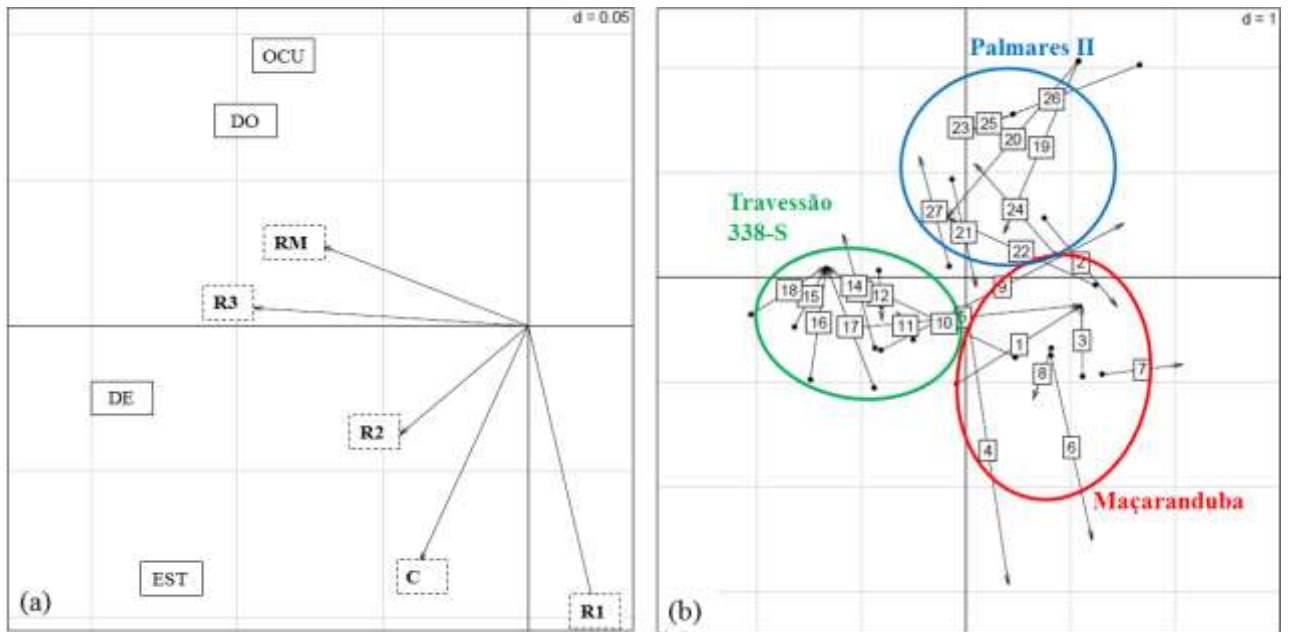 d = 0.05
OCU
DO
RM
R3
DE
R2
EST
C
R1
(a)
d = 1
Palmares II
26
23
25
20
19
Travessão
338-S
27
24
21
22
2
18
15
14
12
9
16
17
11
10
5
1
3
8
7
4
6
Maçaranduba
(b)